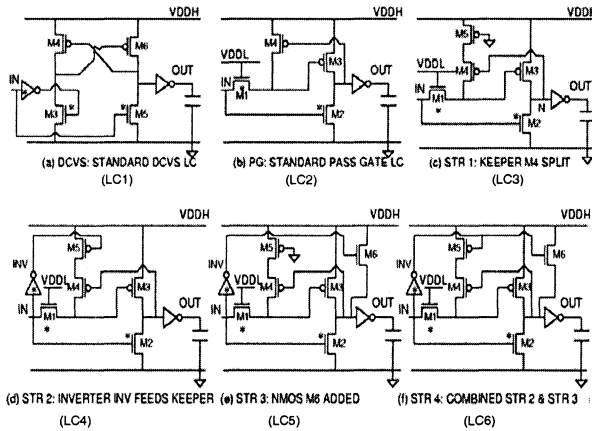 VDDH
M4
M6
IN
OUT
*
*
*
M3
M5
(a) DCVS: STANDARD DCVS LC
(LC1)
VDDH
M4
VDDL
M3
IN
M1
*
OUT
*
M2
(b) PG: STANDARD PASS GATE LC
(LC2)
VDDH
M5
VDDL
M4
M3
IN
M1
*
N
OUT
*
M2
(c) STR 1: KEEPER M4 SPLIT
(LC3)
VDDH
M5
INV
*
VDDL
M4
M3
IN
M1
*
OUT
*
M2
(d) STR 2: INVERTER INV FEEDS KEEPER
(LC4)
VDDH
M5
M6
INV
*
VDDL
M4
M3
IN
M1
*
OUT
*
M2
(e) STR 3: NMOS M6 ADDED
(LC5)
VDDH
M5
M6
INV
*
VDDL
M4
M3
IN
M1
*
OUT
*
M2
(f) STR 4: COMBINED STR 2 & STR 3
(LC6)